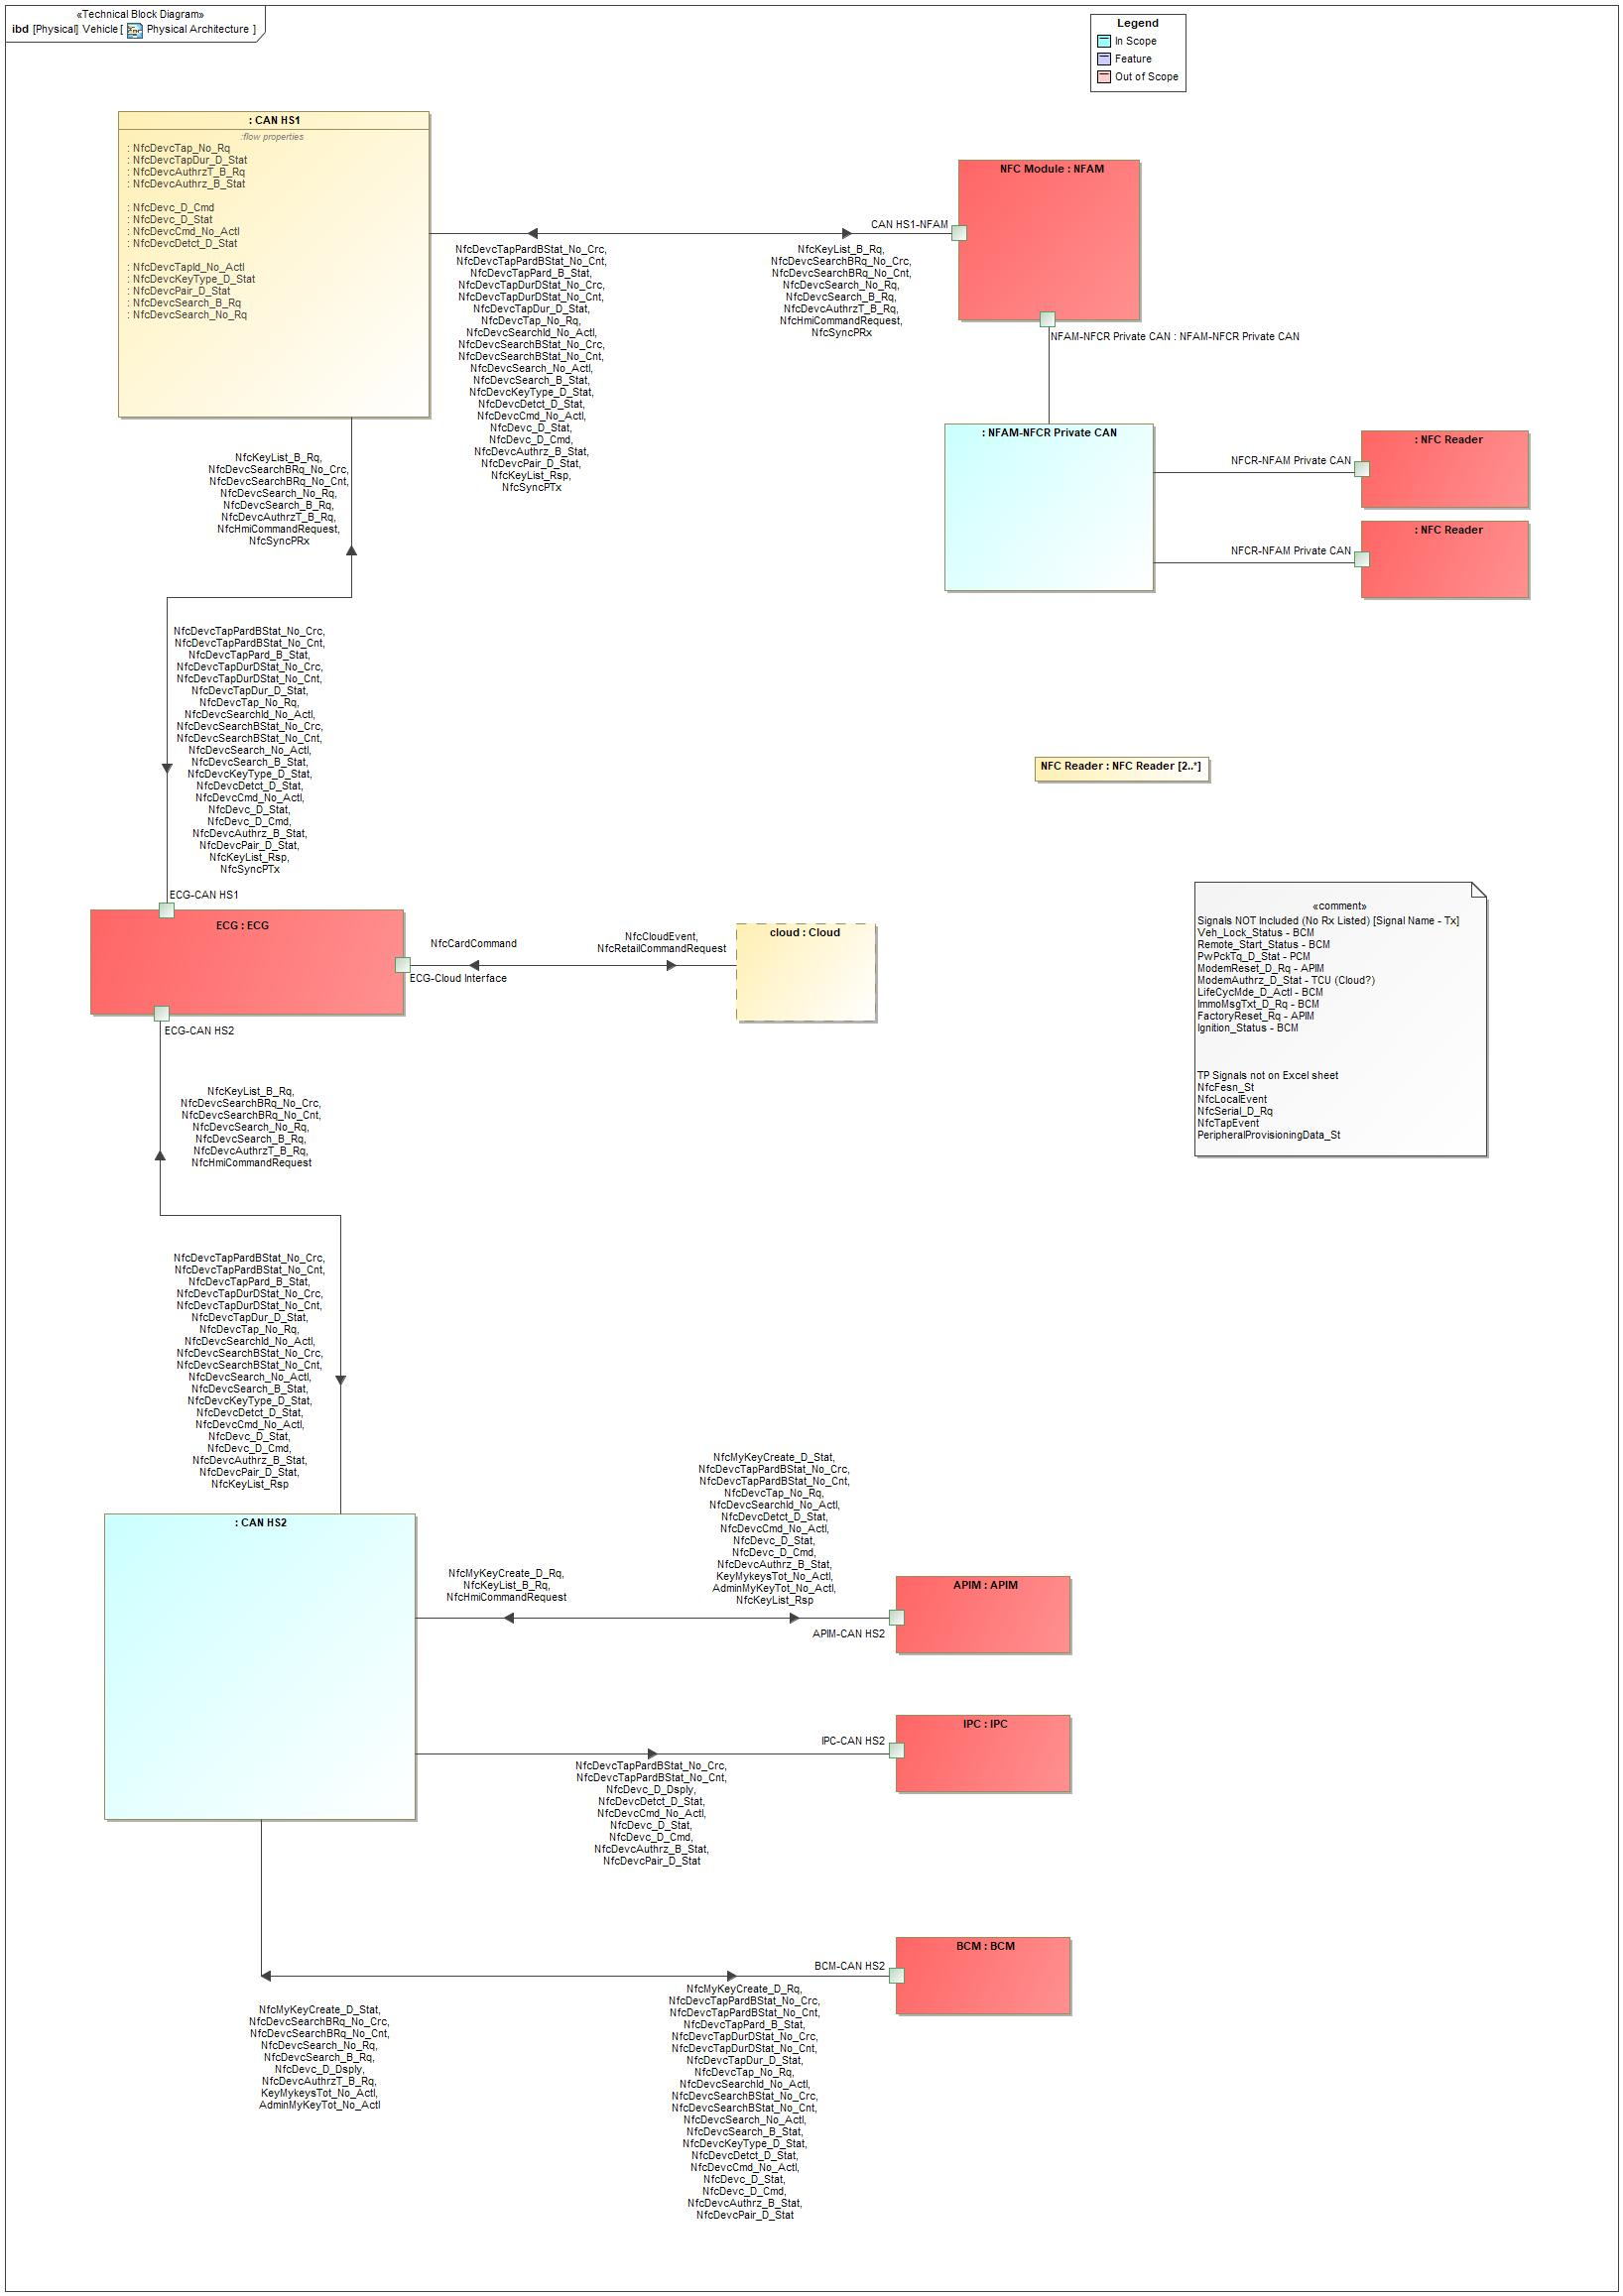 «Technical Block Diagram»
ibd [Physical] Vehicle [ Physical Architecture ]
Legend
In Scope
Feature
Out of Scope
: CAN HS1
:flow properties
: NfcDevcTap_No_Rq
: NfcDevcTapDur_D_Stat
: NfcDevcAuthrzT_B_Rq
: NfcDevcAuthrz_B_Stat
: NfcDevc_D_Cmd
: NfcDevc_D_Stat
: NfcDevcCmd_No_Actl
: NfcDevcDetct_D_Stat
: NfcDevcTapId_No_Actl
: NfcDevcKeyType_D_Stat
: NfcDevcPair_D_Stat
: NfcDevcSearch_B_Rq
: NfcDevcSearch_No_Rq
NfcDevcTapPardBStat_No_Crc,
NfcDevcTapPardBStat_No_Cnt,
NfcDevcTapPard_B_Stat,
NfcDevcTapDurDStat_No_Crc,
NfcDevcTapDurDStat_No_Cnt,
NfcDevcTapDur_D_Stat,
NfcDevcTap_No_Rq,
NfcDevcSearchId_No_Actl,
NfcDevcSearchBStat_No_Crc,
NfcDevcSearchBStat_No_Cnt,
NfcDevcSearch_No_Actl,
NfcDevcSearch_B_Stat,
NfcDevcKeyType_D_Stat,
NfcDevcDetct_D_Stat,
NfcDevcCmd_No_Actl,
NfcDevc_D_Stat,
NfcDevc_D_Cmd,
NfcDevcAuthrz_B_Stat,
NfcDevcPair_D_Stat,
NfcKeyList_Rsp,
NfcSyncPTx
CAN HS1-NFAM
NfcKeyList_B_Rq,
NfcDevcSearchBRq_No_Crc,
NfcDevcSearchBRq_No_Cnt,
NfcDevcSearch_No_Rq,
NfcDevcSearch_B_Rq,
NfcDevcAuthrzT_B_Rq,
NfcHmiCommandRequest,
NfcSyncPRx
NFC Module : NFAM
NFAM-NFCR Private CAN : NFAM-NFCR Private CAN
: NFAM-NFCR Private CAN
NFCR-NFAM Private CAN
: NFC Reader
NFCR-NFAM Private CAN
: NFC Reader
NfcKeyList_B_Rq,
NfcDevcSearchBRq_No_Crc,
NfcDevcSearchBRq_No_Cnt,
NfcDevcSearch_No_Rq,
NfcDevcSearch_B_Rq,
NfcDevcAuthrzT_B_Rq,
NfcHmiCommandRequest,
NfcSyncPRx
NfcDevcTapPardBStat_No_Crc,
NfcDevcTapPardBStat_No_Cnt,
NfcDevcTapPard_B_Stat,
NfcDevcTapDurDStat_No_Crc,
NfcDevcTapDurDStat_No_Cnt,
NfcDevcTapDur_D_Stat,
NfcDevcTap_No_Rq,
NfcDevcSearchId_No_Actl,
NfcDevcSearchBStat_No_Crc,
NfcDevcSearchBStat_No_Cnt,
NfcDevcSearch_No_Actl,
NfcDevcSearch_B_Stat,
NfcDevcKeyType_D_Stat,
NfcDevcDetct_D_Stat,
NfcDevcCmd_No_Actl,
NfcDevc_D_Stat,
NfcDevc_D_Cmd,
NfcDevcAuthrz_B_Stat,
NfcDevcPair_D_Stat,
NfcKeyList_Rsp,
NfcSyncPTx
NFC Reader : NFC Reader [2..*]
ECG-CAN HS1
ECG : ECG
ECG-CAN HS2
NfcCardCommand
ECG-Cloud Interface
NfcCloudEvent,
NfcRetailCommandRequest
cloud : Cloud
«comment»
Signals NOT Included (No Rx Listed) [Signal Name - Tx]
Veh_Lock_Status - BCM
Remote_Start_Status - BCM
PwPckTq_D_Stat - PCM
ModemReset_D_Rq - APIM
ModemAuthrz_D_Stat - TCU (Cloud?)
LifeCycMde_D_Actl - BCM
ImmoMsgTxt_D_Rq - BCM
FactoryReset_Rq - APIM
Ignition_Status - BCM
TP Signals not on Excel sheet
NfcFesn_St
NfcLocalEvent
NfcSerial_D_Rq
NfcTapEvent
PeripheralProvisioningData_St
NfcKeyList_B_Rq,
NfcDevcSearchBRq_No_Crc,
NfcDevcSearchBRq_No_Cnt,
NfcDevcSearch_No_Rq,
NfcDevcSearch_B_Rq,
NfcDevcAuthrzT_B_Rq,
NfcHmiCommandRequest
NfcDevcTapPardBStat_No_Crc,
NfcDevcTapPardBStat_No_Cnt,
NfcDevcTapPard_B_Stat,
NfcDevcTapDurDStat_No_Crc,
NfcDevcTapDurDStat_No_Cnt,
NfcDevcTapDur_D_Stat,
NfcDevcTap_No_Rq,
NfcDevcSearchId_No_Actl,
NfcDevcSearchBStat_No_Crc,
NfcDevcSearchBStat_No_Cnt,
NfcDevcSearch_No_Actl,
NfcDevcSearch_B_Stat,
NfcDevcKeyType_D_Stat,
NfcDevcDetct_D_Stat,
NfcDevcCmd_No_Actl,
NfcDevc_D_Stat,
NfcDevc_D_Cmd,
NfcDevcAuthrz_B_Stat,
NfcDevcPair_D_Stat,
NfcKeyList_Rsp
: CAN HS2
NfcMyKeyCreate_D_Rq,
NfcKeyList_B_Rq,
NfcHmiCommandRequest
NfcMyKeyCreate_D_Stat,
NfcDevcTapPardBStat_No_Crc,
NfcDevcTapPardBStat_No_Cnt,
NfcDevcTap_No_Rq,
NfcDevcSearchId_No_Actl,
NfcDevcDetct_D_Stat,
NfcDevcCmd_No_Actl,
NfcDevc_D_Stat,
NfcDevc_D_Cmd,
NfcDevcAuthrz_B_Stat,
KeyMykeysTot_No_Actl,
AdminMyKeyTot_No_Actl,
NfcKeyList_Rsp
APIM-CAN HS2
APIM : APIM
IPC-CAN HS2
IPC : IPC
NfcDevcTapPardBStat_No_Crc,
NfcDevcTapPardBStat_No_Cnt,
NfcDevc_D_Dsply,
NfcDevcDetct_D_Stat,
NfcDevcCmd_No_Actl,
NfcDevc_D_Stat,
NfcDevc_D_Cmd,
NfcDevcAuthrz_B_Stat,
NfcDevcPair_D_Stat
BCM-CAN HS2
BCM : BCM
NfcMyKeyCreate_D_Stat,
NfcDevcSearchBRq_No_Crc,
NfcDevcSearchBRq_No_Cnt,
NfcDevcSearch_No_Rq,
NfcDevcSearch_B_Rq,
NfcDevc_D_Dsply,
NfcDevcAuthrzT_B_Rq,
KeyMykeysTot_No_Actl,
AdminMyKeyTot_No_Actl
NfcMyKeyCreate_D_Rq,
NfcDevcTapPardBStat_No_Crc,
NfcDevcTapPardBStat_No_Cnt,
NfcDevcTapPard_B_Stat,
NfcDevcTapDurDStat_No_Crc,
NfcDevcTapDurDStat_No_Cnt,
NfcDevcTapDur_D_Stat,
NfcDevcTap_No_Rq,
NfcDevcSearchId_No_Actl,
NfcDevcSearchBStat_No_Crc,
NfcDevcSearchBStat_No_Cnt,
NfcDevcSearch_No_Actl,
NfcDevcSearch_B_Stat,
NfcDevcKeyType_D_Stat,
NfcDevcDetct_D_Stat,
NfcDevcCmd_No_Actl,
NfcDevc_D_Stat,
NfcDevc_D_Cmd,
NfcDevcAuthrz_B_Stat,
NfcDevcPair_D_Stat